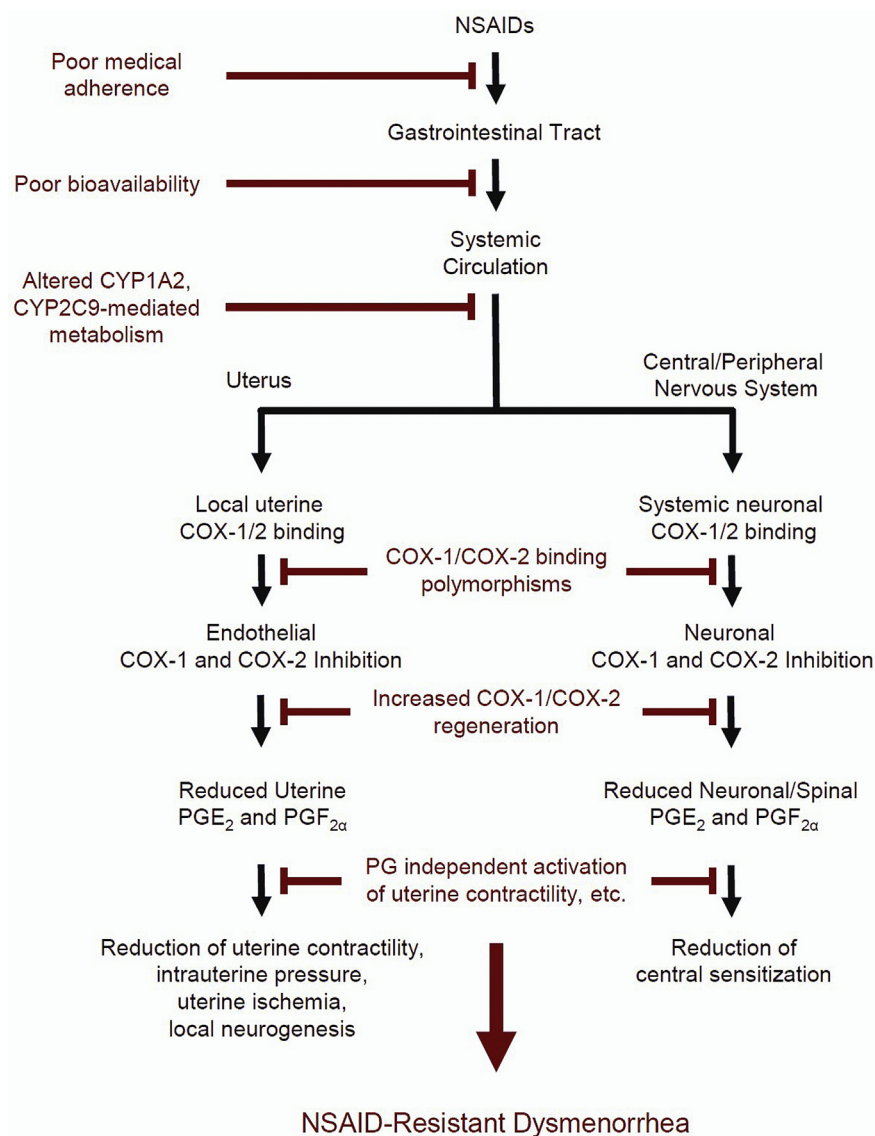 NSAIDs
Poor medical
adherence
Gastrointestinal Tract
Poor bioavailability
Systemic
Circulation
Altered CYP1A2,
CYP2C9-mediated
metabolism
Uterus
Central/Peripheral
Nervous System
Local uterine
COX-1/2 binding
Systemic neuronal
COX-1/2 binding
COX-1/COX-2 binding
polymorphisms
Endothelial
COX-1 and COX-2 Inhibition
Neuronal
COX-1 and COX-2 Inhibition
Increased COX-1/COX-2
regeneration
Reduced Uterine
PGE₂ and PGF₂α
Reduced Neuronal/Spinal
PGE₂ and PGF₂α
PG independent activation
of uterine contractility, etc.
Reduction of uterine contractility,
intrauterine pressure,
uterine ischemia,
local neurogenesis
Reduction of
central sensitization
NSAID-Resistant Dysmenorrhea